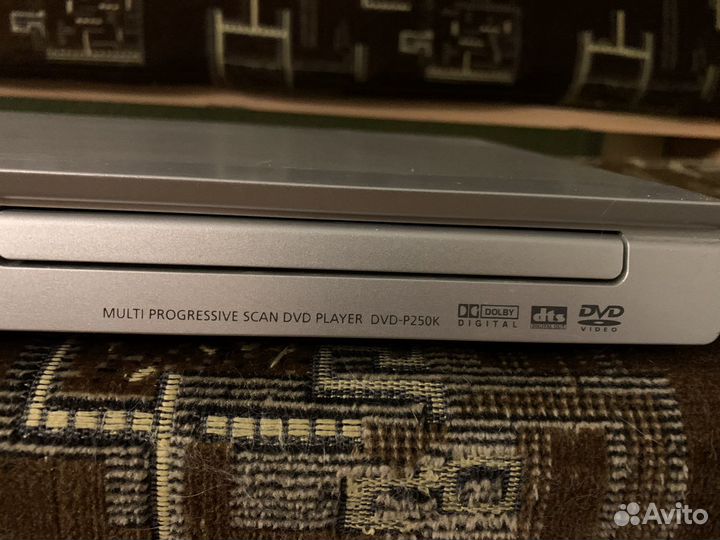 MULTI PROGRESSIVE SCAN DVD PLAYER DVD-P250K
DOLBY
DIGITAL
dts
DIGITAL OUT
DVD
VIDEO
Avito